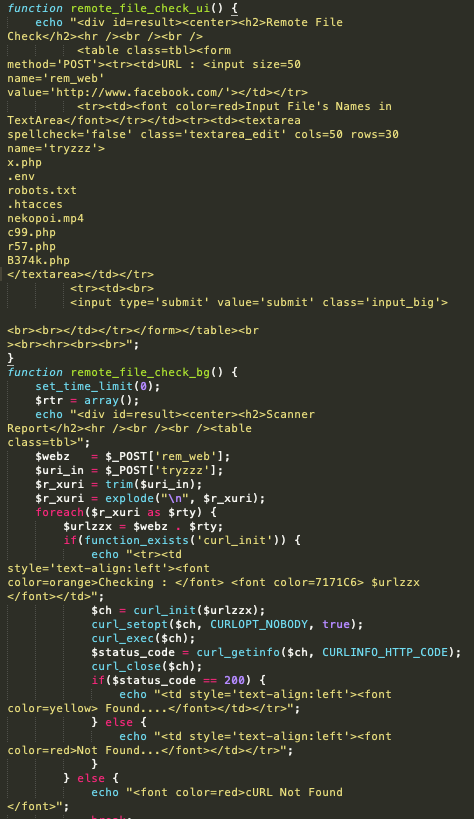 function remote_file_check_ui() {
    echo "<div id=result><center><h2>Remote File
Check</h2><hr /><br /><br />
          <table class=tbl><form
method='POST'><tr><td>URL : <input size=50
name='rem_web'
value='http://www.facebook.com/'></td></tr>
          <tr><td><font color=red>Input File's Names in
TextArea</font></tr></td><tr><td><textarea
spellcheck='false' class='textarea_edit' cols=50 rows=30
name='tryzzz'>
x.php
.env
robots.txt
.htacces
nekopoi.mp4
c99.php
r57.php
B374k.php
</textarea></td></tr>
         <tr><td><br>
         <input type='submit' value='submit' class='input_big'>
<br><br></td></tr></form></table><br
><br><hr><br><br>";
}
function remote_file_check_bg() {
    set_time_limit(0);
    $rtr = array();
    echo "<div id=result><center><h2>Scanner
Report</h2><hr /><br /><br /><table
class=tbl>";
    $webz   = $_POST['rem_web'];
    $uri_in = $_POST['tryzzz'];
    $r_xuri = trim($uri_in);
    $r_xuri = explode("\n", $r_xuri);
    foreach($r_xuri as $rty) {
        $urlzzx = $webz . $rty;
        if(function_exists('curl_init')) {
            echo "<tr><td
style='text-align:left'><font
color=orange>Checking : </font> <font color=7171C6> $urlzzx
</font></td>";
            $ch = curl_init($urlzzx);
            curl_setopt($ch, CURLOPT_NOBODY, true);
            curl_exec($ch);
            $status_code = curl_getinfo($ch, CURLINFO_HTTP_CODE);
            curl_close($ch);
            if($status_code == 200) {
                echo "<td style='text-align:left'><font
color=yellow> Found....</font></td></tr>";
            } else {
                echo "<td style='text-align:left'><font
color=red>Not Found...</font></td></tr>";
            }
        } else {
            echo "<font color=red>cURL Not Found
</font>";
            break;